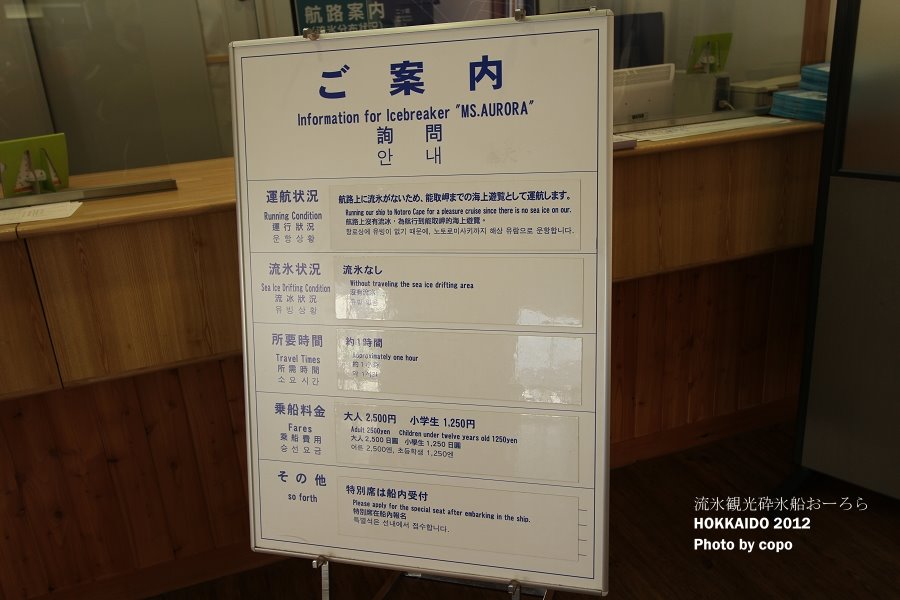 航路案内
ご案内
Information for Icebreaker "MS.AURORA"
詢問
안내
運航状況
Running Condition
運行狀況
운항상황
航路上に流氷がないため、能取岬までの海上遊覧として運航します。
Running our ship to Notoro Cape for a pleasure cruise since there is no sea ice on our.
航路上沒有流冰，為航行到能取岬的海上遊覽。
항로상에 유빙이 없기 때문에, 노토로미사키까지 해상 유람으로 운항합니다.
流氷状況
Sea Ice Drifting Condition
流冰狀況
유빙상황
流氷なし
Without traveling the sea ice drifting area
沒有流冰
所要時間
Travel Times
所需時間
소요시간
約1時間
Approximately one hour
約1小時
약 1시간
乗船料金
Fares
乘船費用
승선요금
大人 2,500円 小学生 1,250円
Adult 2500yen Children under twelve years old 1250yen
大人 2,500 日圓 小學生 1,250 日圓
어른 2,500엔, 초등학생 1,250엔
その他
so forth
特別席は船内受付
Please apply for the special seat after embarking in the ship.
特別席在船內報名
특별석은 선내에서 접수합니다.
流氷観光砕氷船おーろら
HOKKAIDO 2012
Photo by copo